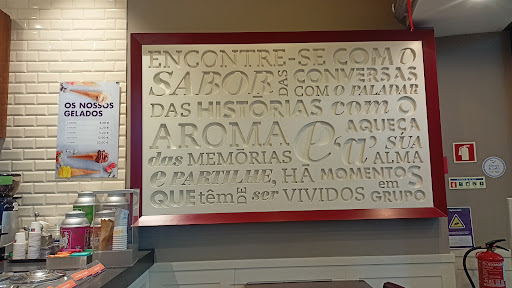 ENCONTRE-SE COM O
SABOR DAS CONVERSAS
COM O PALADAR
DAS HISTÓRIAS com o
AROMA
das MEMÓRIAS e 'a' AQUEÇA
SUA
ALMA
e PARTILHE, HÁ MOMENTOS
QUE têm DE ser VIVIDOS em
GRUPO
OS NOSSOS
GELADOS